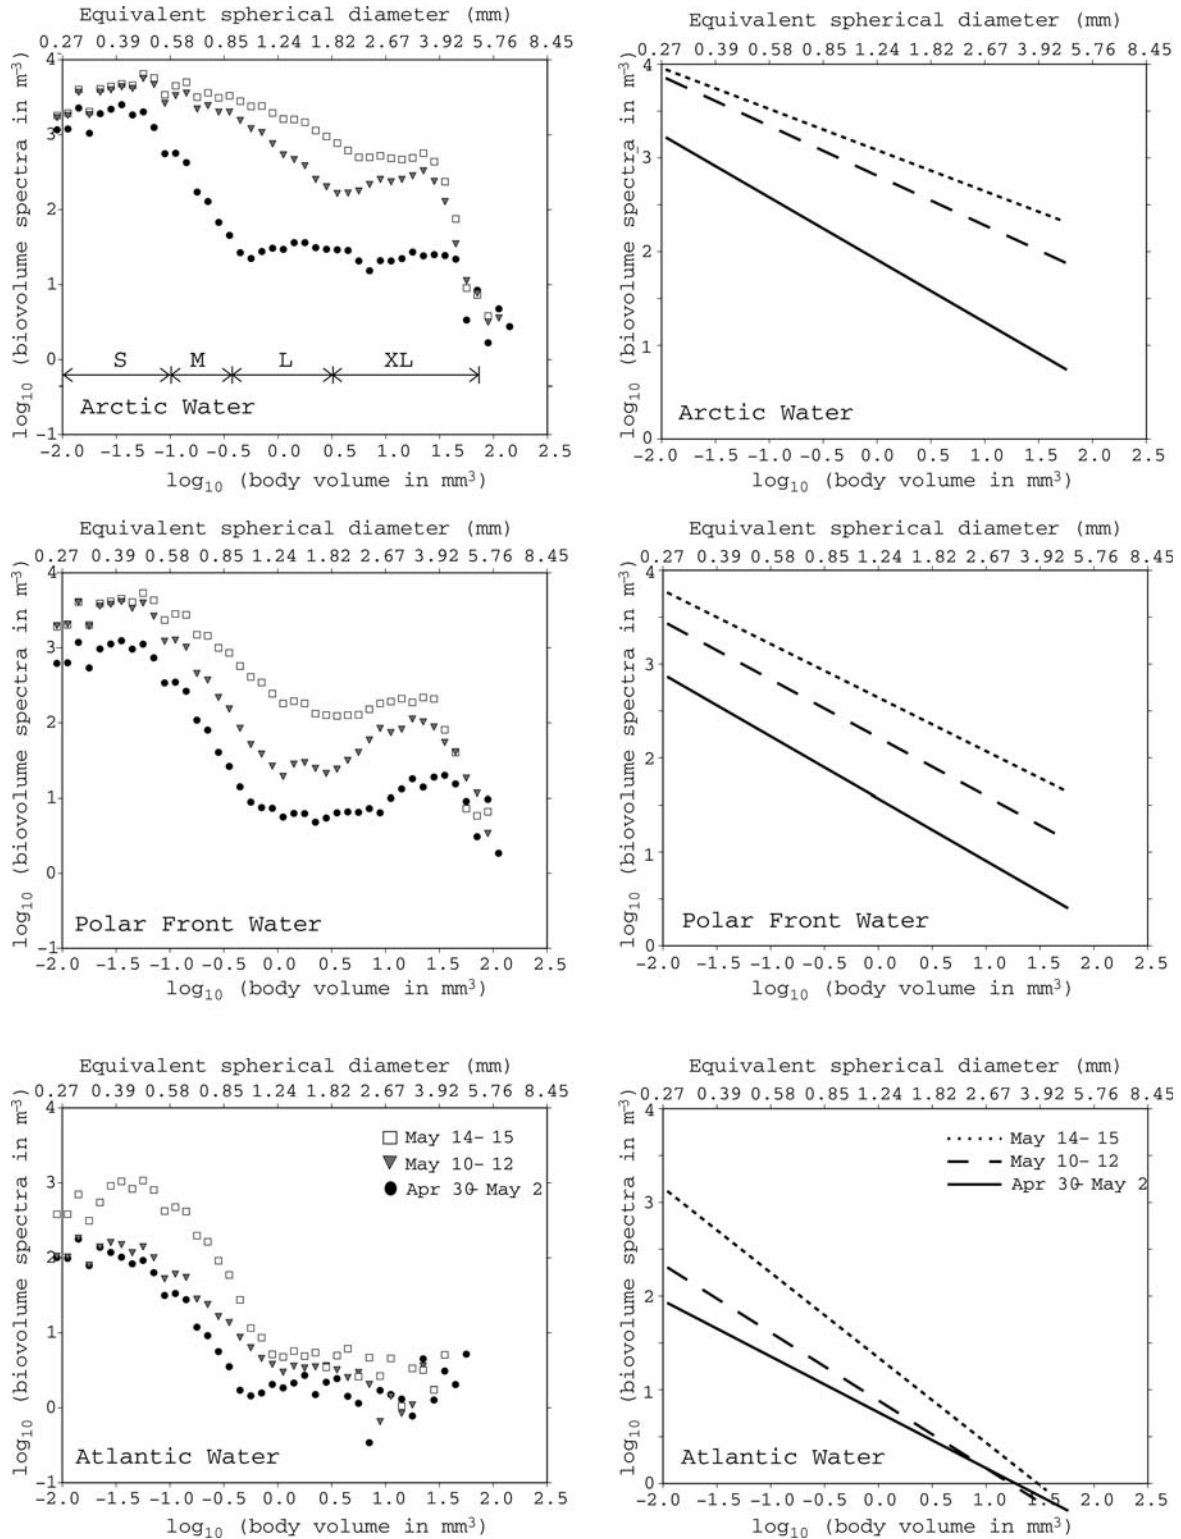 Equivalent spherical diameter (mm)
0.27 0.39 0.58 0.85 1.24 1.82 2.67 3.92 5.76 8.45
4
3
2
1
0
-1
log10 (biovolume spectra in m-3)
S M L XL
Arctic Water
-2.0 -1.5 -1.0 -0.5 0.0 0.5 1.0 1.5 2.0 2.5
log10 (body volume in mm3)
Equivalent spherical diameter (mm)
0.27 0.39 0.58 0.85 1.24 1.82 2.67 3.92 5.76 8.45
4
3
2
1
0
log10 (biovolume spectra in m-3)
Arctic Water
-2.0 -1.5 -1.0 -0.5 0.0 0.5 1.0 1.5 2.0 2.5
log10 (body volume in mm3)
Equivalent spherical diameter (mm)
0.27 0.39 0.58 0.85 1.24 1.82 2.67 3.92 5.76 8.45
4
3
2
1
0
-1
log10 (biovolume spectra in m-3)
Polar Front Water
-2.0 -1.5 -1.0 -0.5 0.0 0.5 1.0 1.5 2.0 2.5
log10 (body volume in mm3)
Equivalent spherical diameter (mm)
0.27 0.39 0.58 0.85 1.24 1.82 2.67 3.92 5.76 8.45
4
3
2
1
0
log10 (biovolume spectra in m-3)
Polar Front Water
-2.0 -1.5 -1.0 -0.5 0.0 0.5 1.0 1.5 2.0 2.5
log10 (body volume in mm3)
Equivalent spherical diameter (mm)
0.27 0.39 0.58 0.85 1.24 1.82 2.67 3.92 5.76 8.45
4
3
2
1
0
-1
log10 (biovolume spectra in m-3)
May 14-15
May 10-12
Apr 30-May 2
Atlantic Water
-2.0 -1.5 -1.0 -0.5 0.0 0.5 1.0 1.5 2.0 2.5
log10 (body volume in mm3)
Equivalent spherical diameter (mm)
0.27 0.39 0.58 0.85 1.24 1.82 2.67 3.92 5.76 8.45
4
3
2
1
0
log10 (biovolume spectra in m-3)
May 14-15
May 10-12
Apr 30-May 2
Atlantic Water
-2.0 -1.5 -1.0 -0.5 0.0 0.5 1.0 1.5 2.0 2.5
log10 (body volume in mm3)